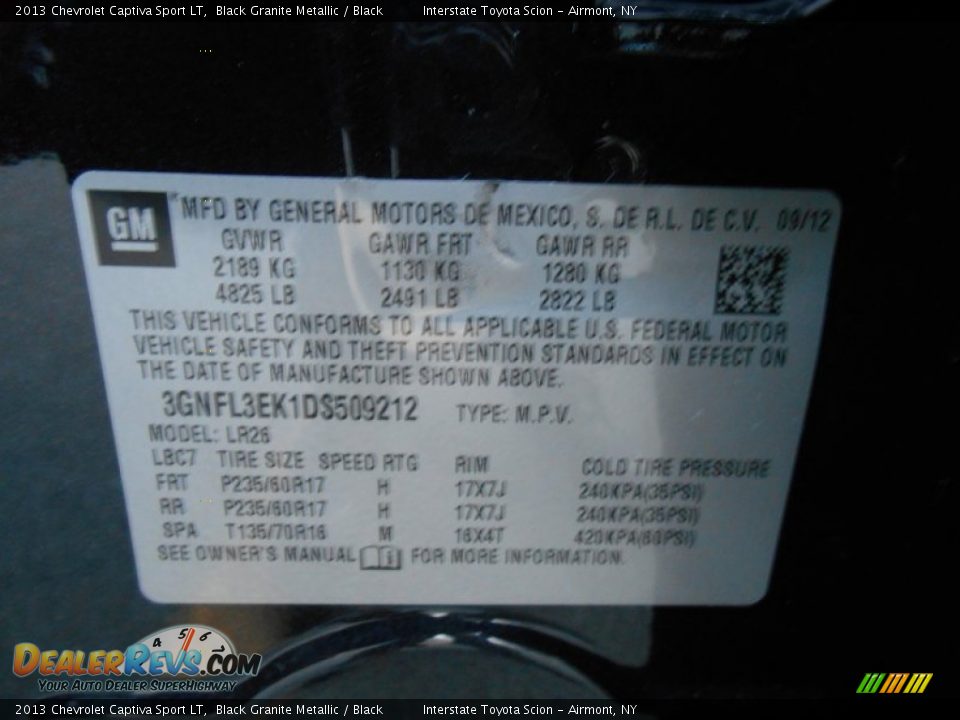 2013 Chevrolet Captiva Sport LT,  Black Granite Metallic / Black     Interstate Toyota Scion - Airmont, NY
GM MFD BY GENERAL MOTORS DE MEXICO, S. DE R.L. DE C.V. 09/12
GVWR GAWR FRT GAWR RR
2189 KG 1130 KG 1280 KG
4825 LB 2491 LB 2822 LB
THIS VEHICLE CONFORMS TO ALL APPLICABLE U.S. FEDERAL MOTOR
VEHICLE SAFETY AND THEFT PREVENTION STANDARDS IN EFFECT ON
THE DATE OF MANUFACTURE SHOWN ABOVE.
3GNFL3EK1DS509212 TYPE: M.P.V.
MODEL: LR26
LBC7 TIRE SIZE SPEED RTG RIM COLD TIRE PRESSURE
FRT P235/60R17 H 17X7J 240KPA(35PSI)
RR P235/60R17 H 17X7J 240KPA(35PSI)
SPA T135/70R16 M 16X4T 420KPA(60PSI)
SEE OWNER'S MANUAL FOR MORE INFORMATION.
4 5 6
DealerRevs.com
Your Auto Dealer SuperHighway
2013 Chevrolet Captiva Sport LT,  Black Granite Metallic / Black     Interstate Toyota Scion - Airmont, NY